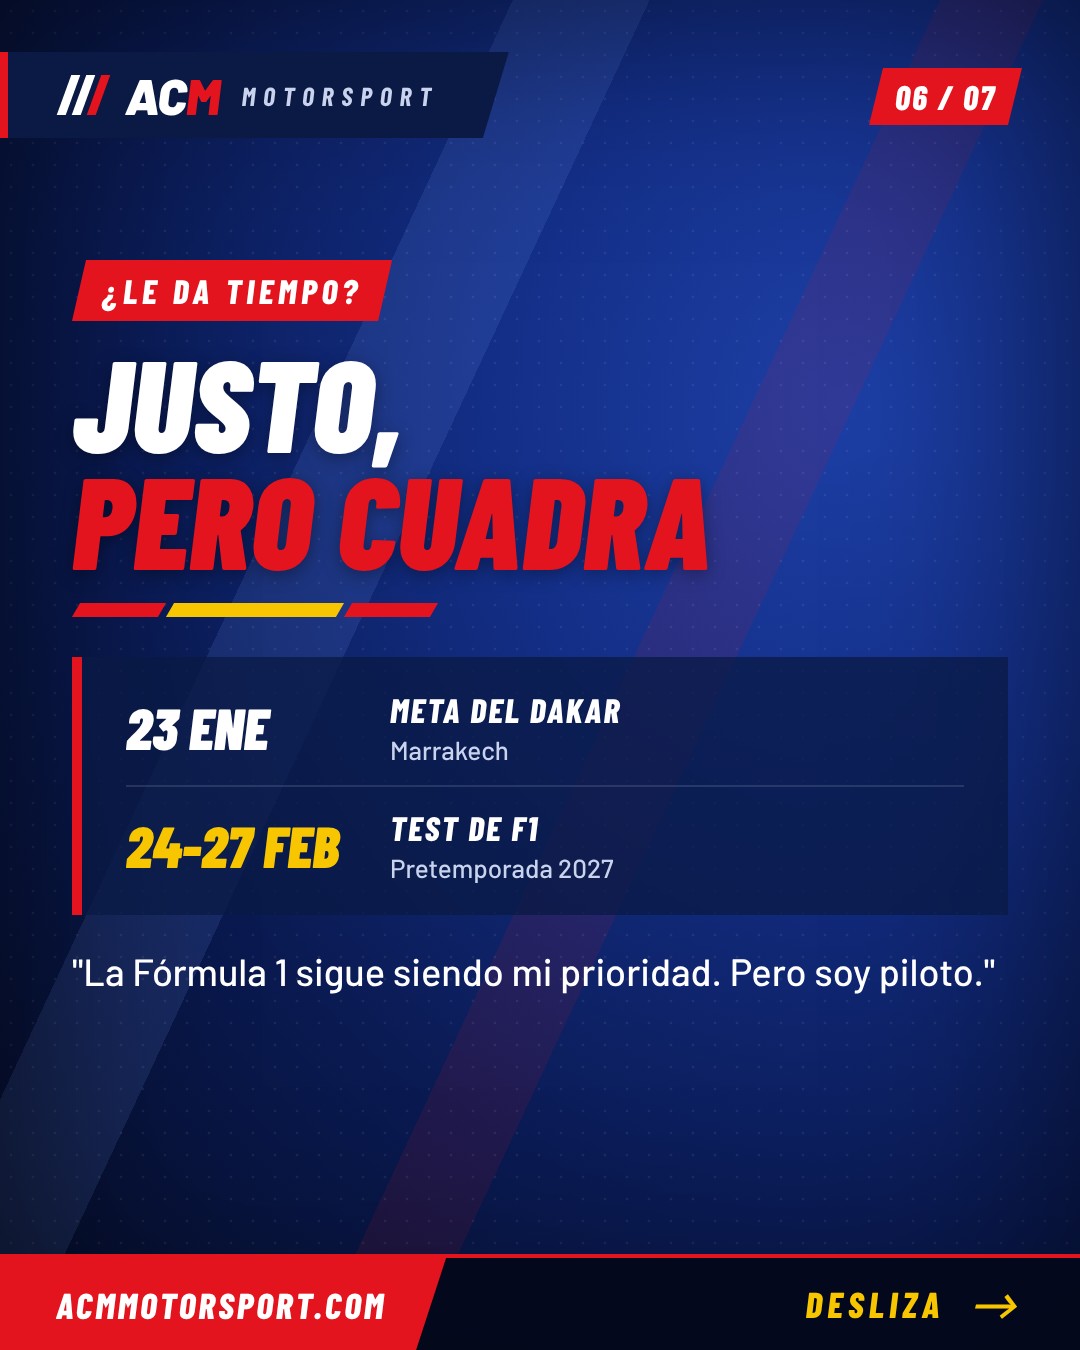 ACM MOTORSPORT
06 / 07
¿LE DA TIEMPO?
JUSTO,
PERO CUADRA
23 ENE
META DEL DAKAR
Marrakech
24-27 FEB
TEST DE F1
Pretemporada 2027
"La Fórmula 1 sigue siendo mi prioridad. Pero soy piloto."
ACMMOTORSPORT.COM
DESLIZA →